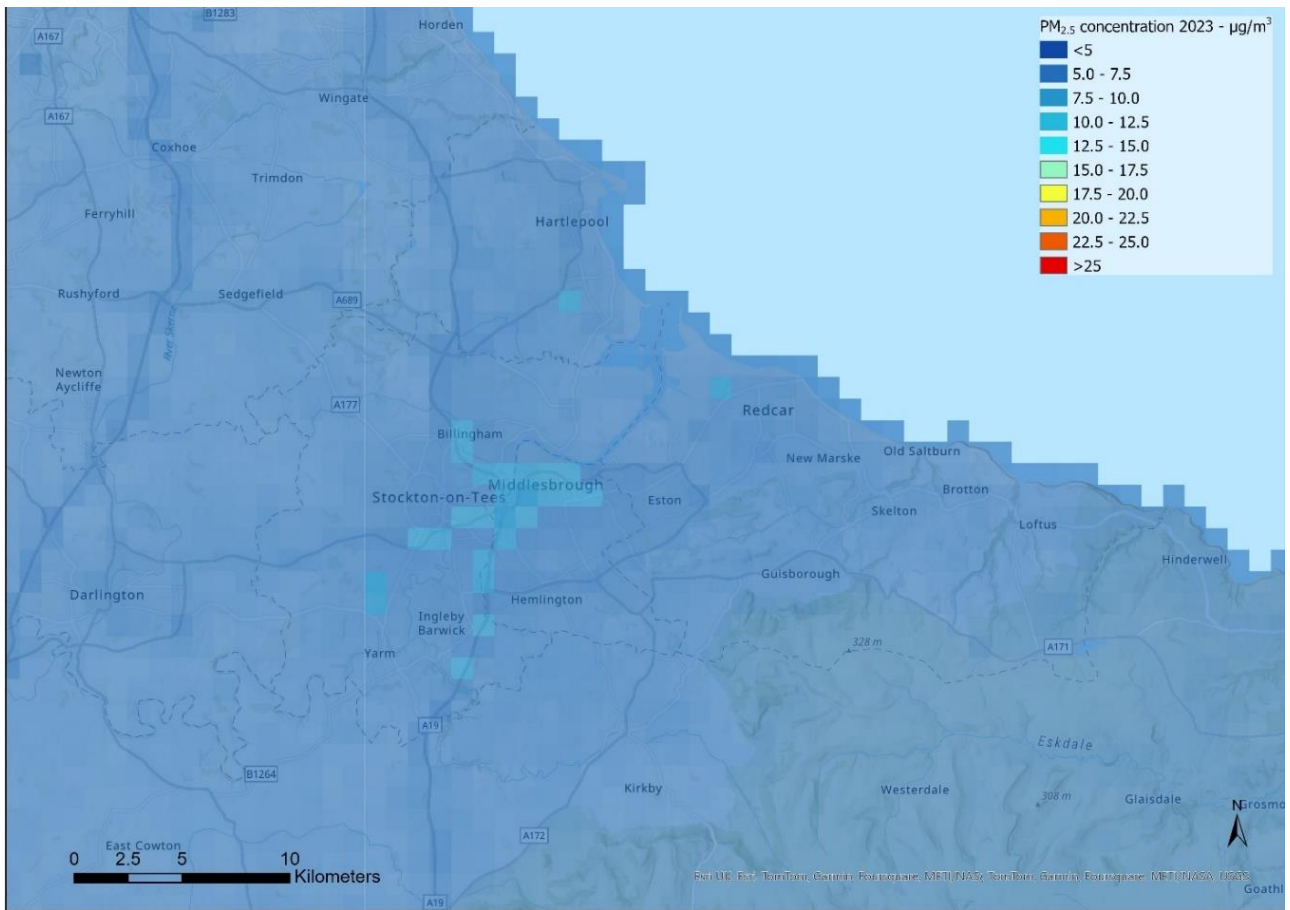 B1283
Horden
A167
PM2.5 concentration 2023 - µg/m3
<5
5.0 - 7.5
7.5 - 10.0
10.0 - 12.5
12.5 - 15.0
15.0 - 17.5
17.5 - 20.0
20.0 - 22.5
22.5 - 25.0
>25
Wingate
A167
Coxhoe
Trimdon
Ferryhill
Hartlepool
Rushyford
Sedgefield
A689
River Skerne
Newton
Aycliffe
A177
Redcar
Billingham
Old Saltburn
New Marske
Middlesbrough
Stockton-on-Tees
Eston
Brotton
Skelton
Loftus
Hinderwell
Guisborough
Darlington
Hemlington
Ingleby
Barwick
328 m
A171
Yarm
A19
Eskdale
B1264
Kirkby
Westerdale
308 m
Glaisdale
N
Grosmo
A172
East Cowton
0 2.5 5 10
Kilometers
A19
Goathl